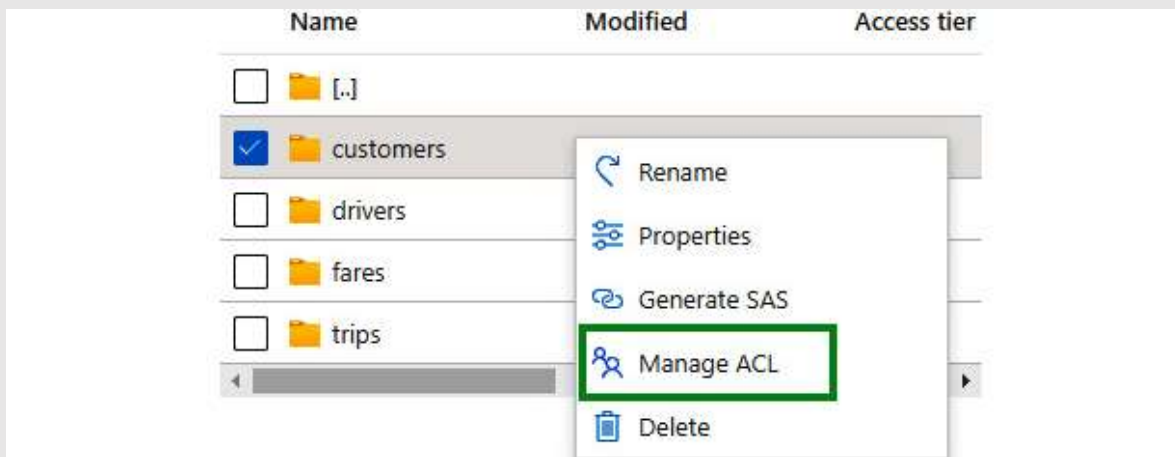 Name Modified Access tier
[..]
customers
drivers
fares
trips
Rename
Properties
Generate SAS
Manage ACL
Delete